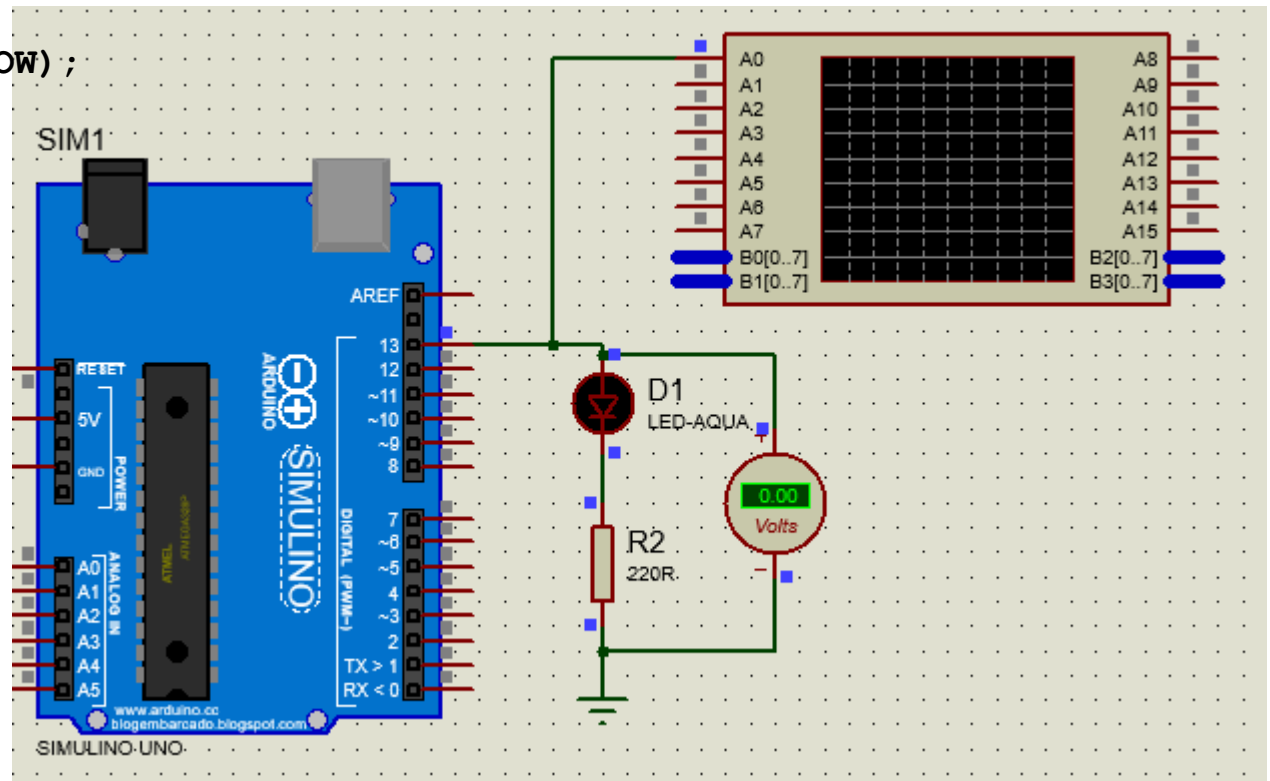 OW);
SIM1
AREF
13
12
~11
~10
~9
8
7
~6
~5
4
~3
2
TX > 1
RX < 0
RESET
5V
GND
POWER
A0
A1
A2
A3
A4
A5
ANALOG IN
ARDUINO
SIMULINO
DIGITAL (PWM~)
ATMEL
ATMEGA328P
www.arduino.cc
blogembarcado.blogspot.com
SIMULINO UNO
D1
LED-AQUA
R2
220R
+
0.00
Volts
−
A0
A1
A2
A3
A4
A5
A6
A7
B0[0..7]
B1[0..7]
A8
A9
A10
A11
A12
A13
A14
A15
B2[0..7]
B3[0..7]